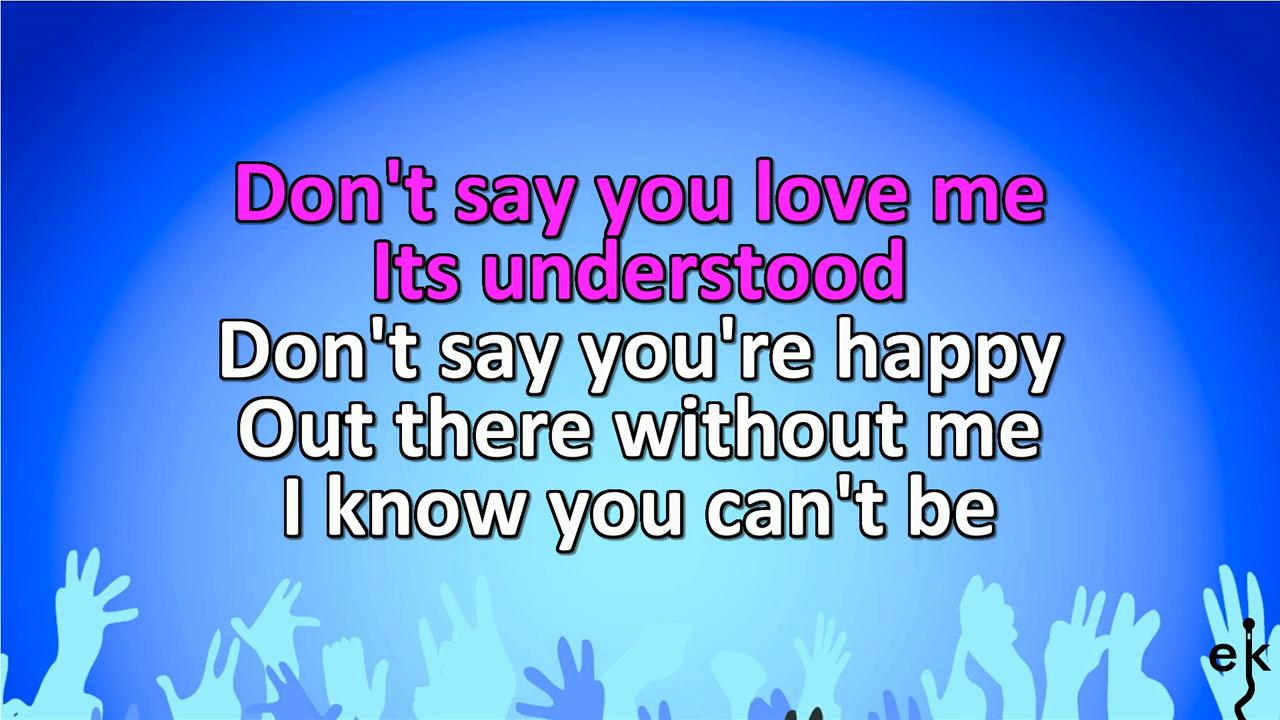 Don't say you love me
Its understood
Don't say you're happy
Out there without me
I know you can't be
ek